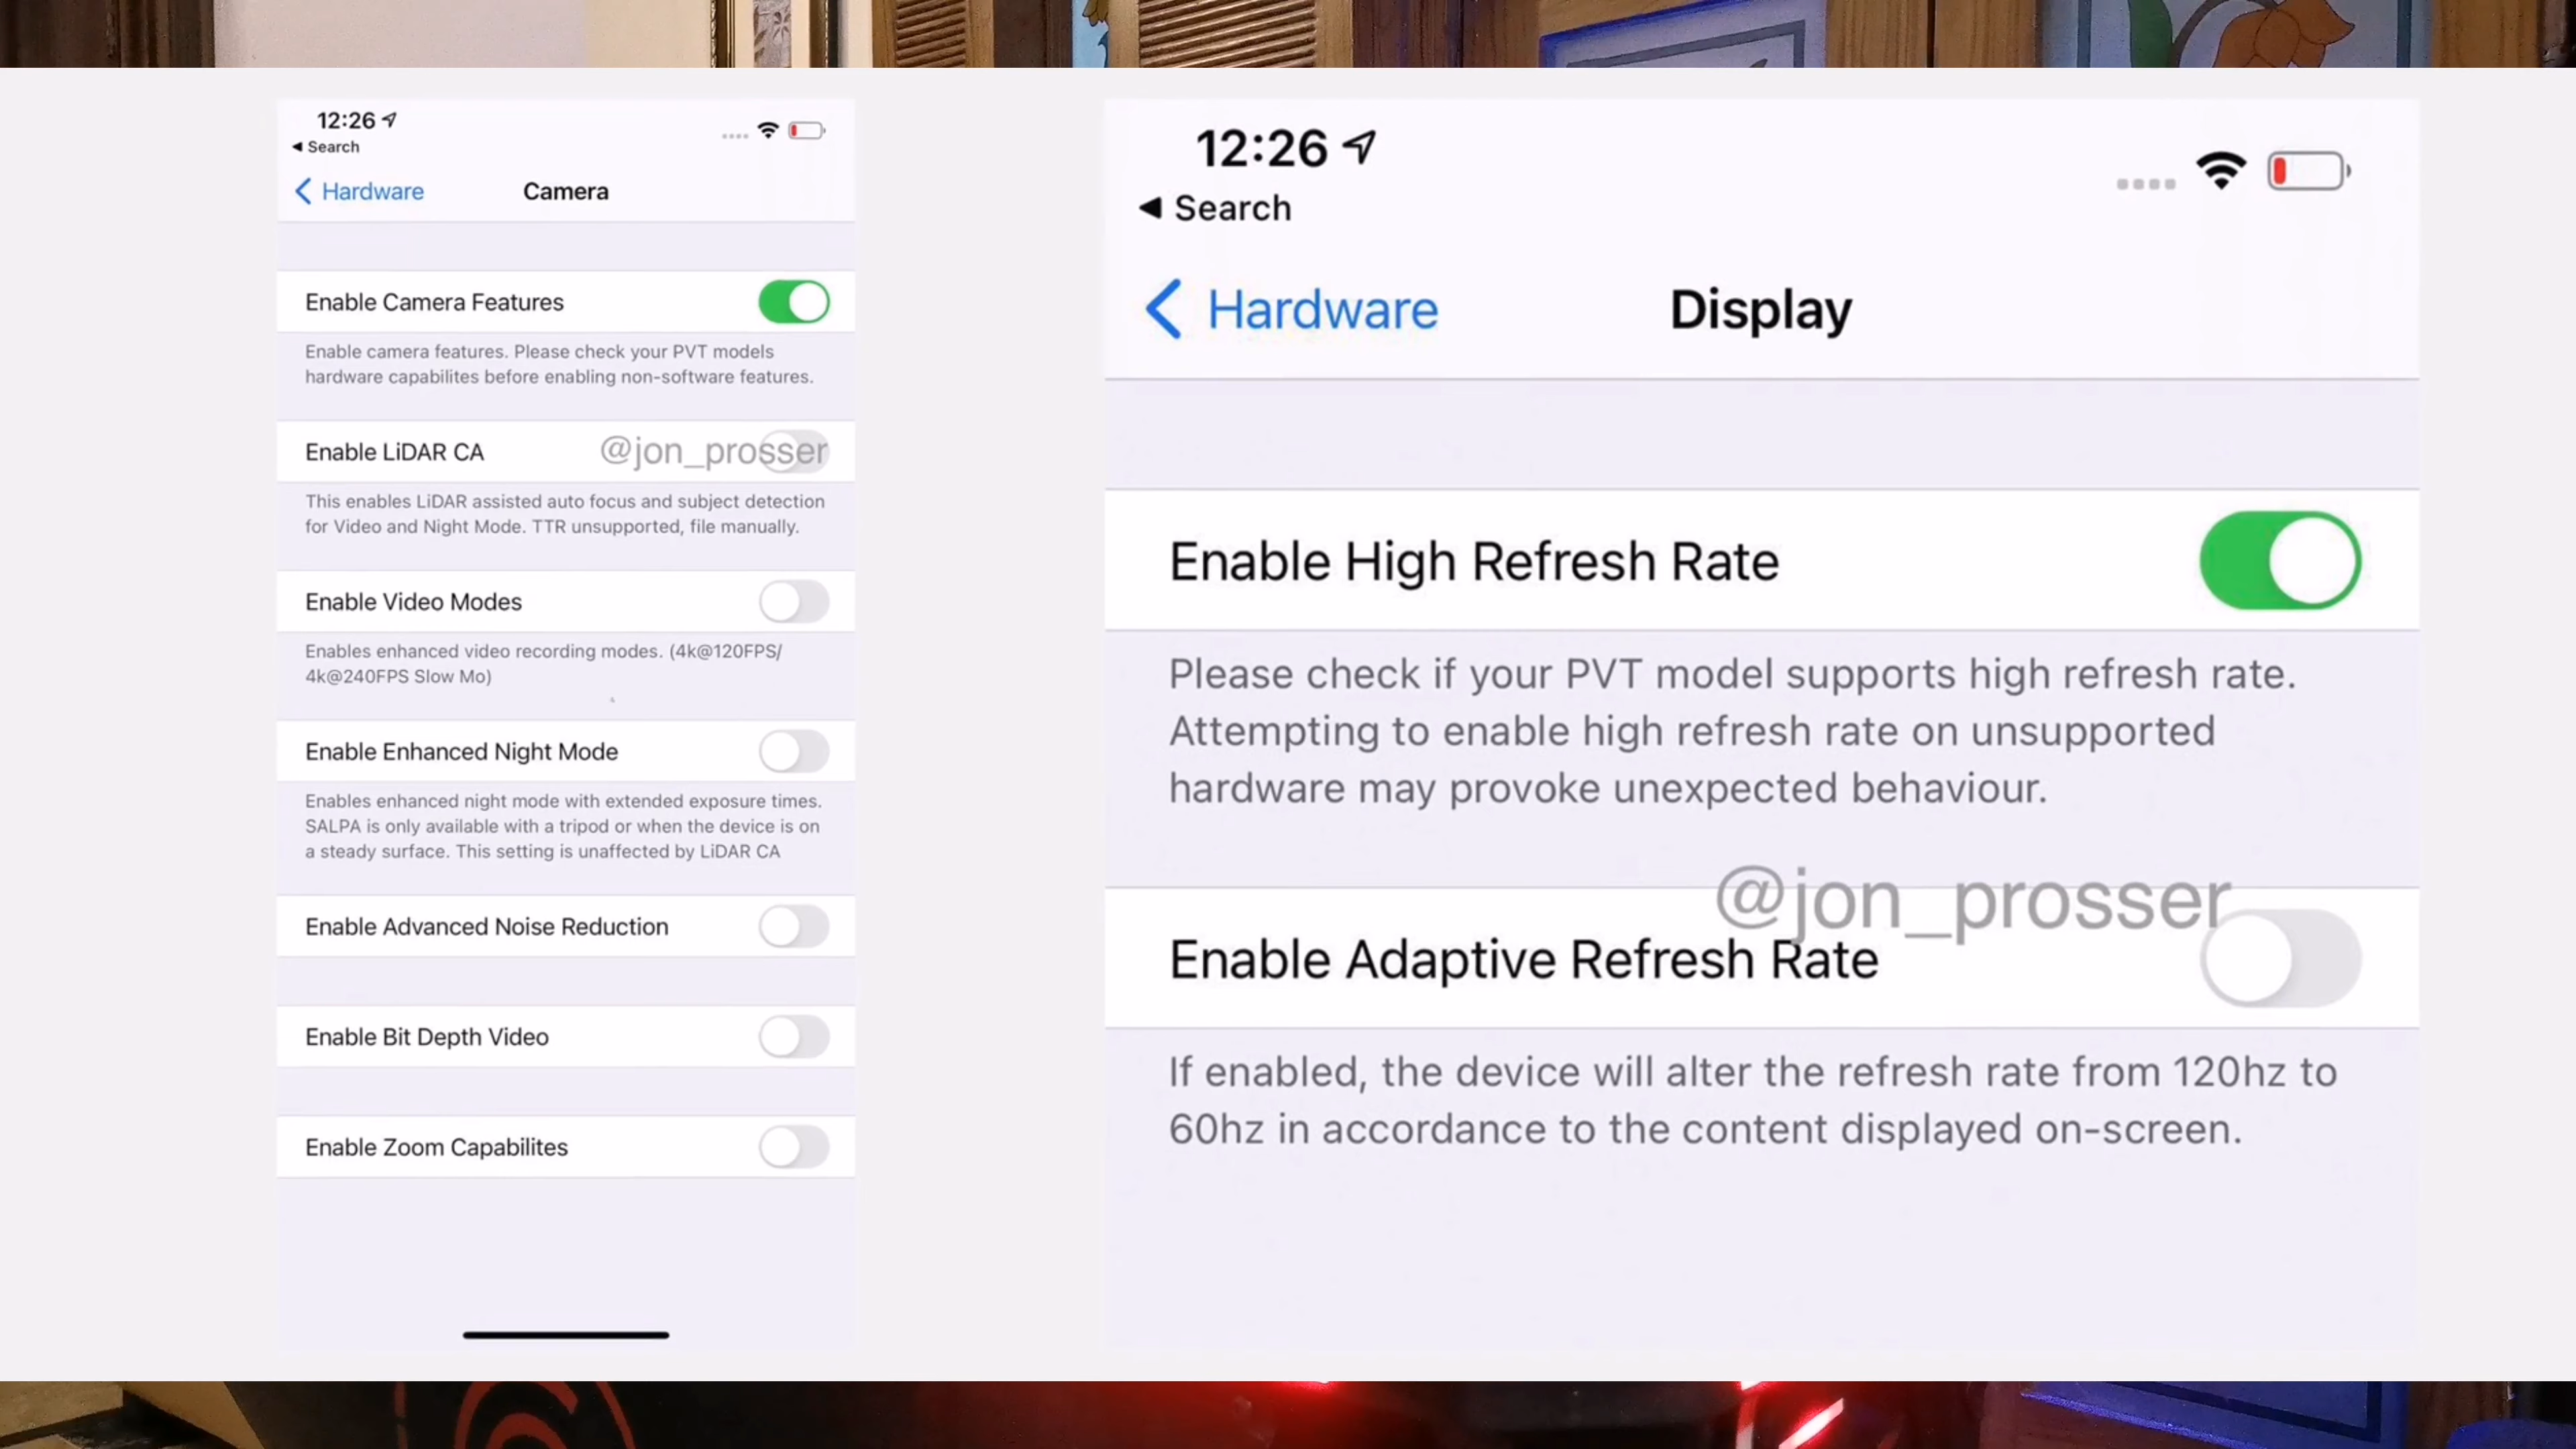 12:26
Search
Hardware
Camera
Enable Camera Features
Enable camera features. Please check your PVT models
hardware capabilites before enabling non-software features.
Enable LiDAR CA
@jon_prosser
This enables LiDAR assisted auto focus and subject detection
for Video and Night Mode. TTR unsupported, file manually.
Enable Video Modes
Enables enhanced video recording modes. (4k@120FPS/
4k@240FPS Slow Mo)
Enable Enhanced Night Mode
Enables enhanced night mode with extended exposure times.
SALPA is only available with a tripod or when the device is on
a steady surface. This setting is unaffected by LiDAR CA
Enable Advanced Noise Reduction
Enable Bit Depth Video
Enable Zoom Capabilites
12:26
Search
Hardware
Display
Enable High Refresh Rate
Please check if your PVT model supports high refresh rate.
Attempting to enable high refresh rate on unsupported
hardware may provoke unexpected behaviour.
@jon_prosser
Enable Adaptive Refresh Rate
If enabled, the device will alter the refresh rate from 120hz to
60hz in accordance to the content displayed on-screen.